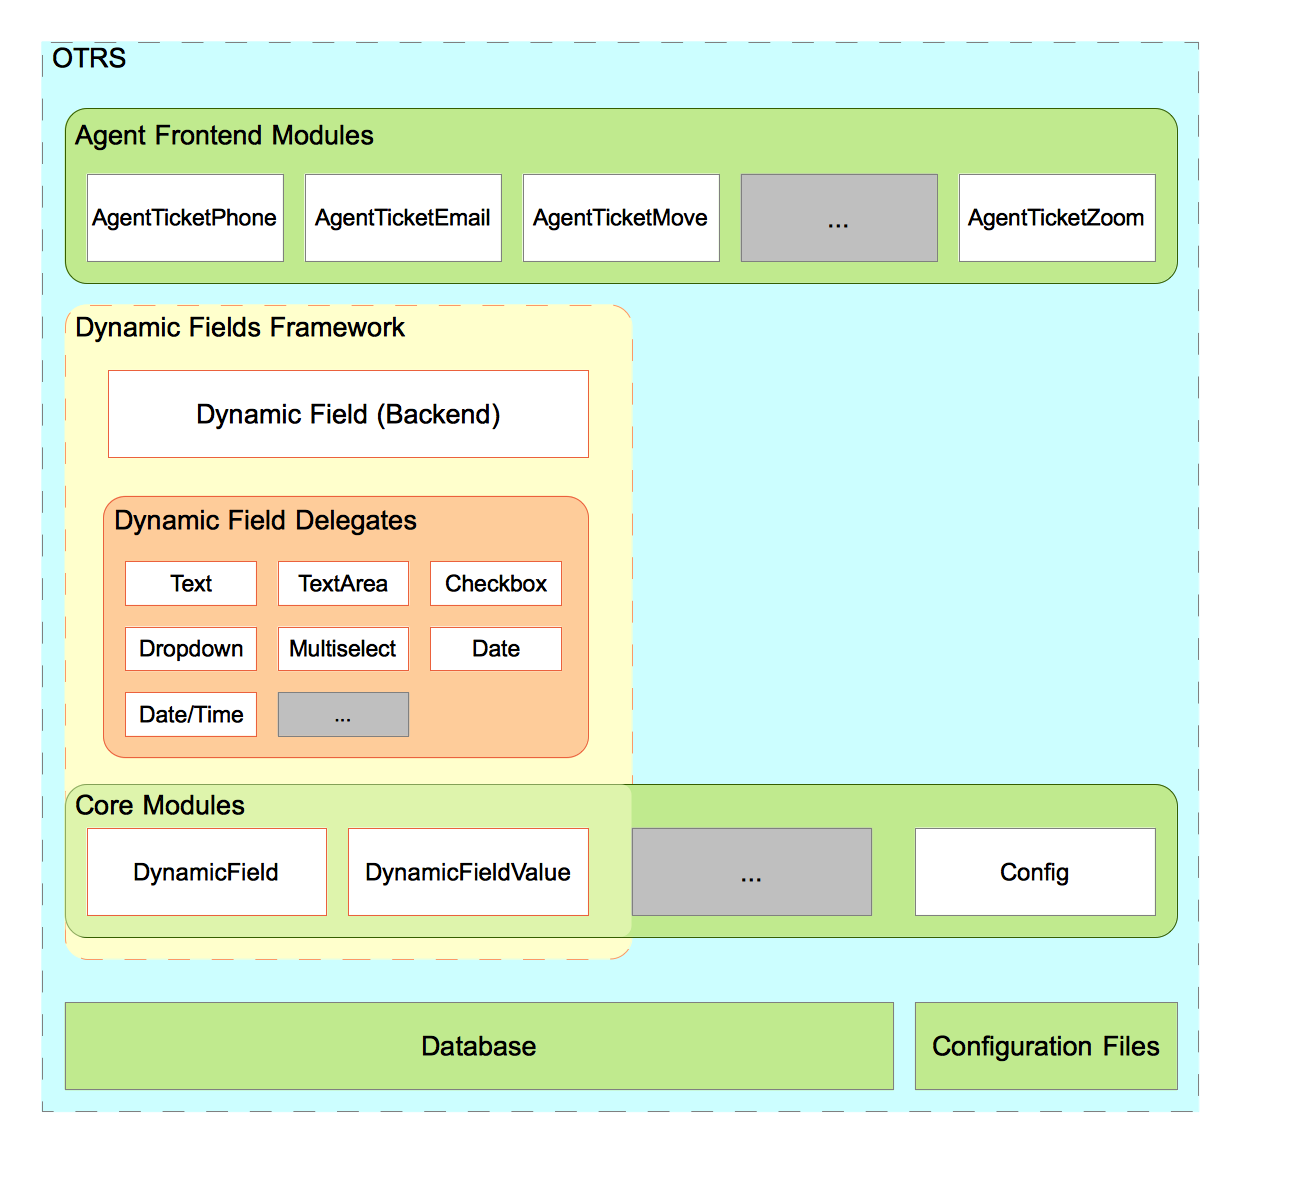 OTRS
Agent Frontend Modules
AgentTicketPhone
AgentTicketEmail
AgentTicketMove
...
AgentTicketZoom
Dynamic Fields Framework
Dynamic Field (Backend)
Dynamic Field Delegates
Text
TextArea
Checkbox
Dropdown
Multiselect
Date
Date/Time
...
Core Modules
DynamicField
DynamicFieldValue
...
Config
Database
Configuration Files